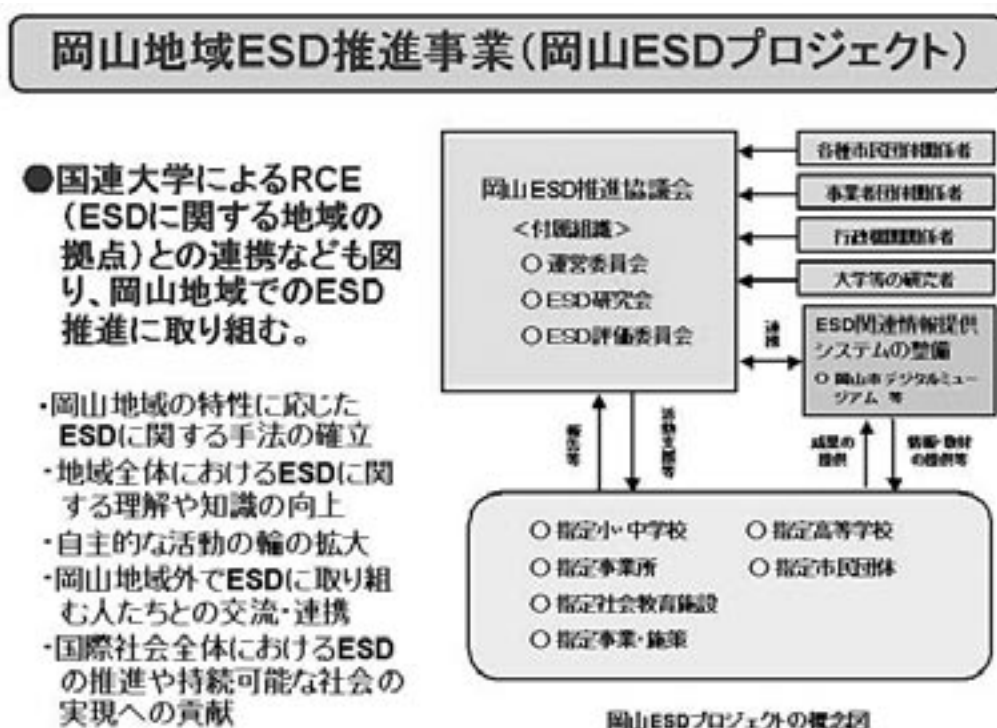 岡山地域ESD推進事業(岡山ESDプロジェクト)
●国連大学によるRCE
(ESDに関する地域の
拠点)との連携なども図
り、岡山地域でのESD
推進に取り組む。
・岡山地域の特性に応じた
ESDに関する手法の確立
・地域全体におけるESDに関
する理解や知識の向上
・自主的な活動の輪の拡大
・岡山地域外でESDに取り組
む人たちとの交流・連携
・国際社会全体におけるESD
の推進や持続可能な社会の
実現への貢献
岡山ESD推進協議会
<付属組織>
○ 運営委員会
○ ESD研究会
○ ESD評価委員会
各種市民団体関係者
事業者団体関係者
行政機関関係者
大学等の研究者
連携
ESD関連情報提供
システムの整備
○ 岡山市デジタルミュー
ジアム 等
報告等
活動支援等
成果の
提供
情報・教材
の提供等
○ 指定小・中学校
○ 指定事業所
○ 指定社会教育施設
○ 指定事業・施策
○ 指定高等学校
○ 指定市民団体
岡山ESDプロジェクトの概念図